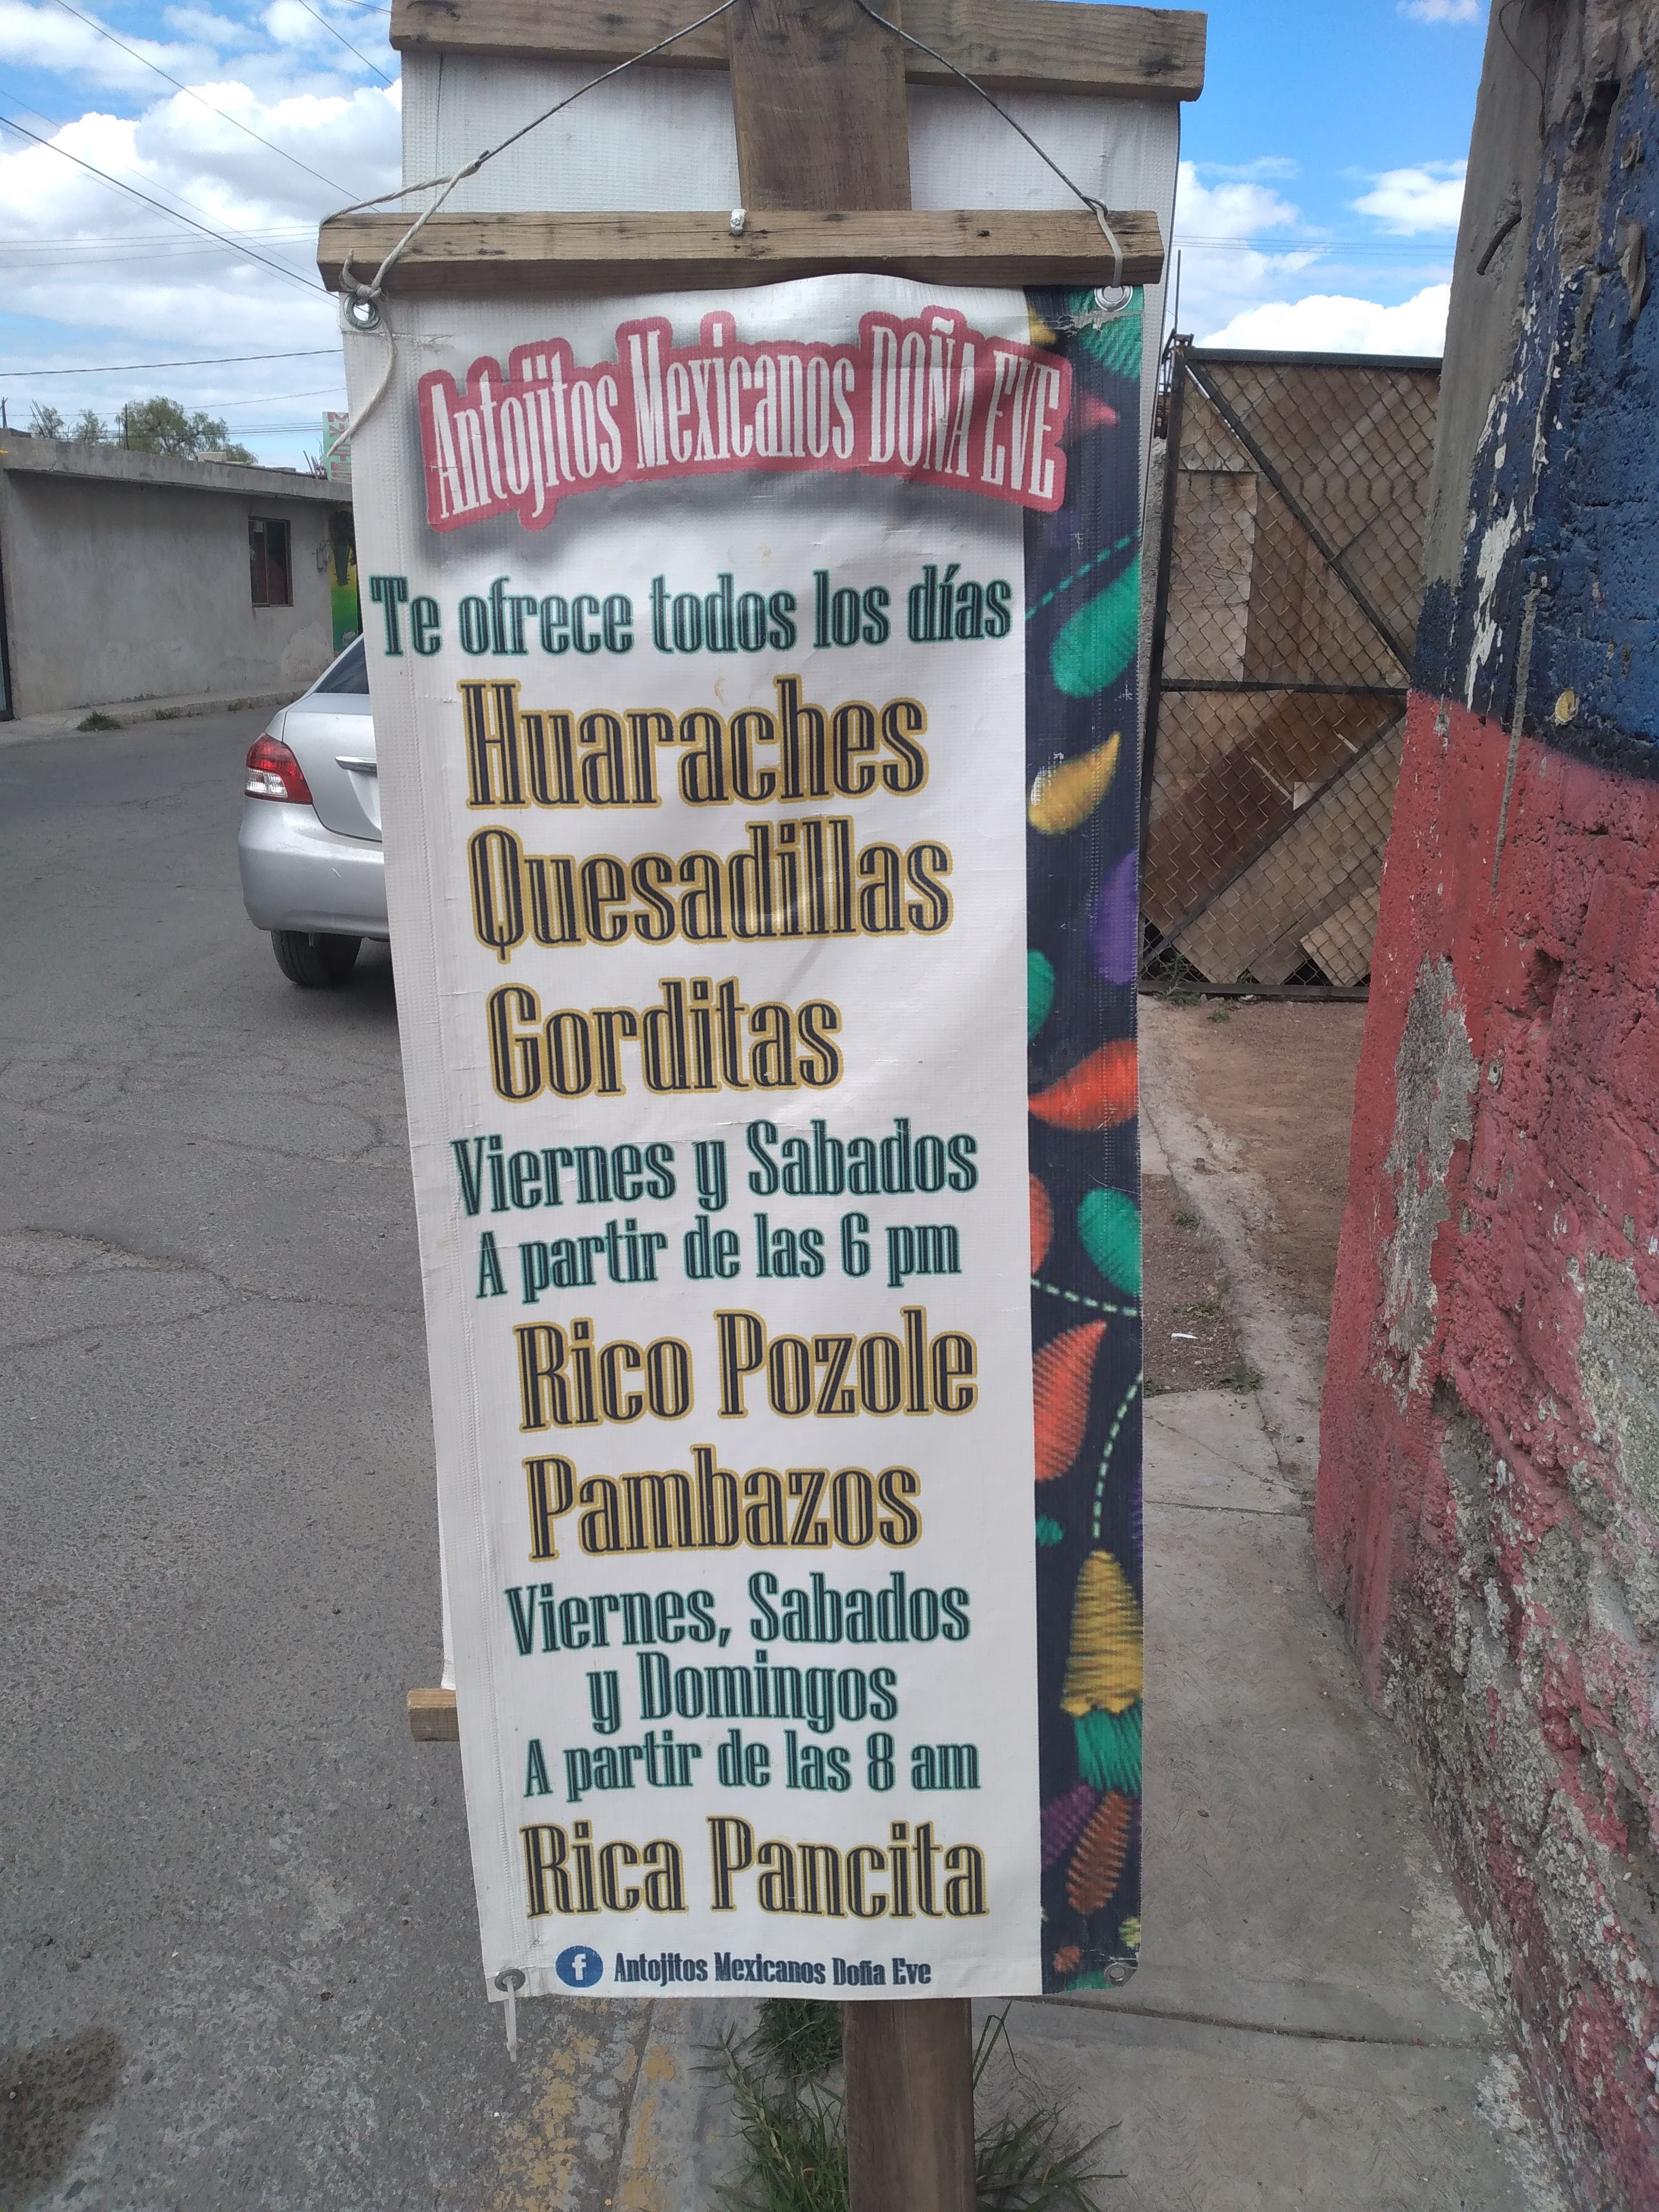 Antojitos Mexicanos DOÑA EVE
Te ofrece todos los días
Huaraches
Quesadillas
Gorditas
Viernes y Sabados
A partir de las 6 pm
Rico Pozole
Pambazos
Viernes, Sabados
y Domingos
A partir de las 8 am
Rica Pancita
f Antojitos Mexicanos Doña Eve